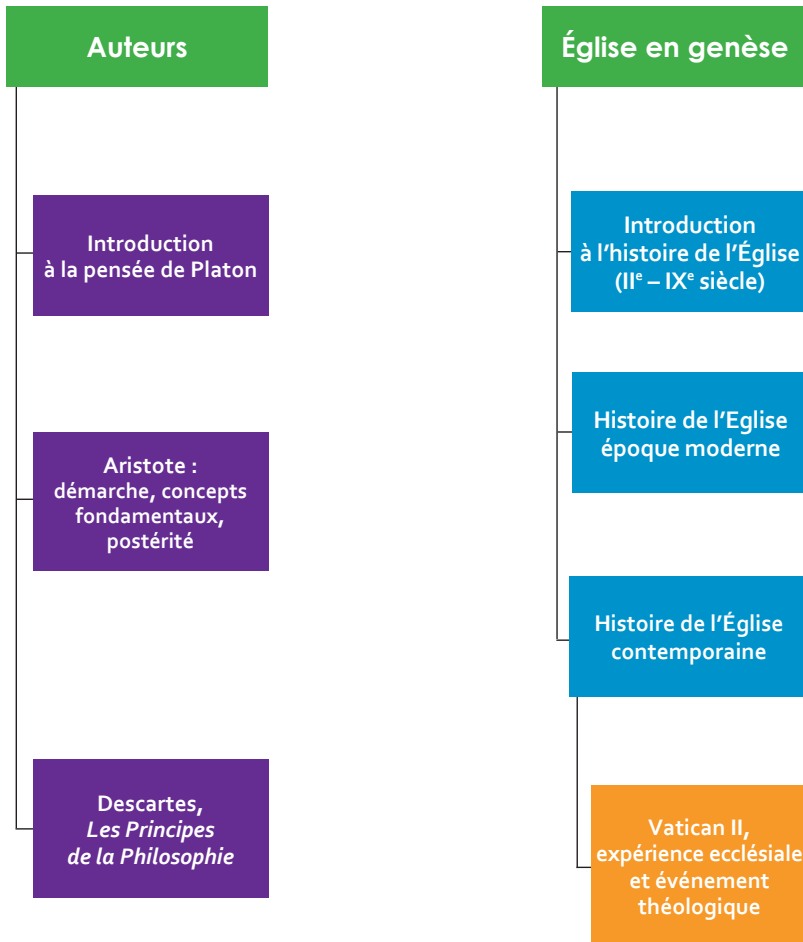 Auteurs
Introduction
à la pensée de Platon
Aristote :
démarche, concepts
fondamentaux,
postérité
Descartes,
Les Principes
de la Philosophie
Église en genèse
Introduction
à l'histoire de l'Église
(IIe – IXe siècle)
Histoire de l'Eglise
époque moderne
Histoire de l'Église
contemporaine
Vatican II,
expérience ecclésiale
et événement
théologique